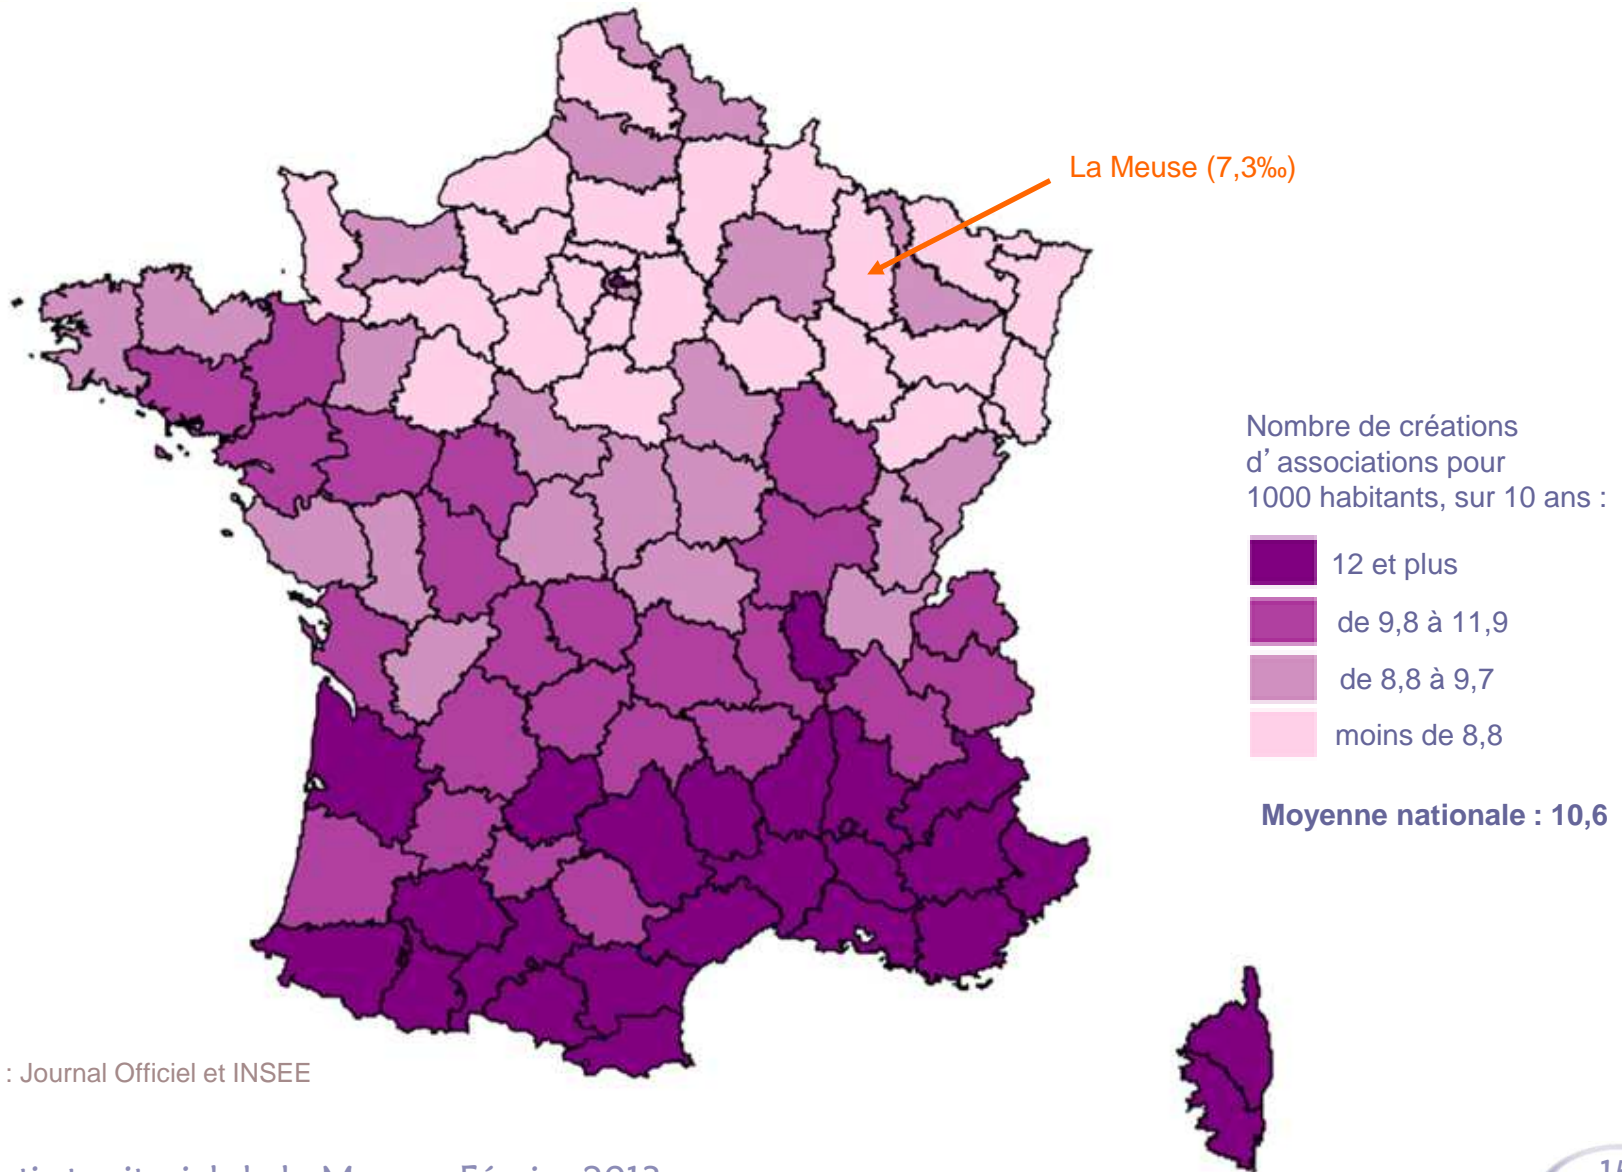 La Meuse (7,3‰)
Nombre de créations
d’associations pour
1000 habitants, sur 10 ans :
12 et plus
de 9,8 à 11,9
de 8,8 à 9,7
moins de 8,8
Moyenne nationale : 10,6
: Journal Officiel et INSEE